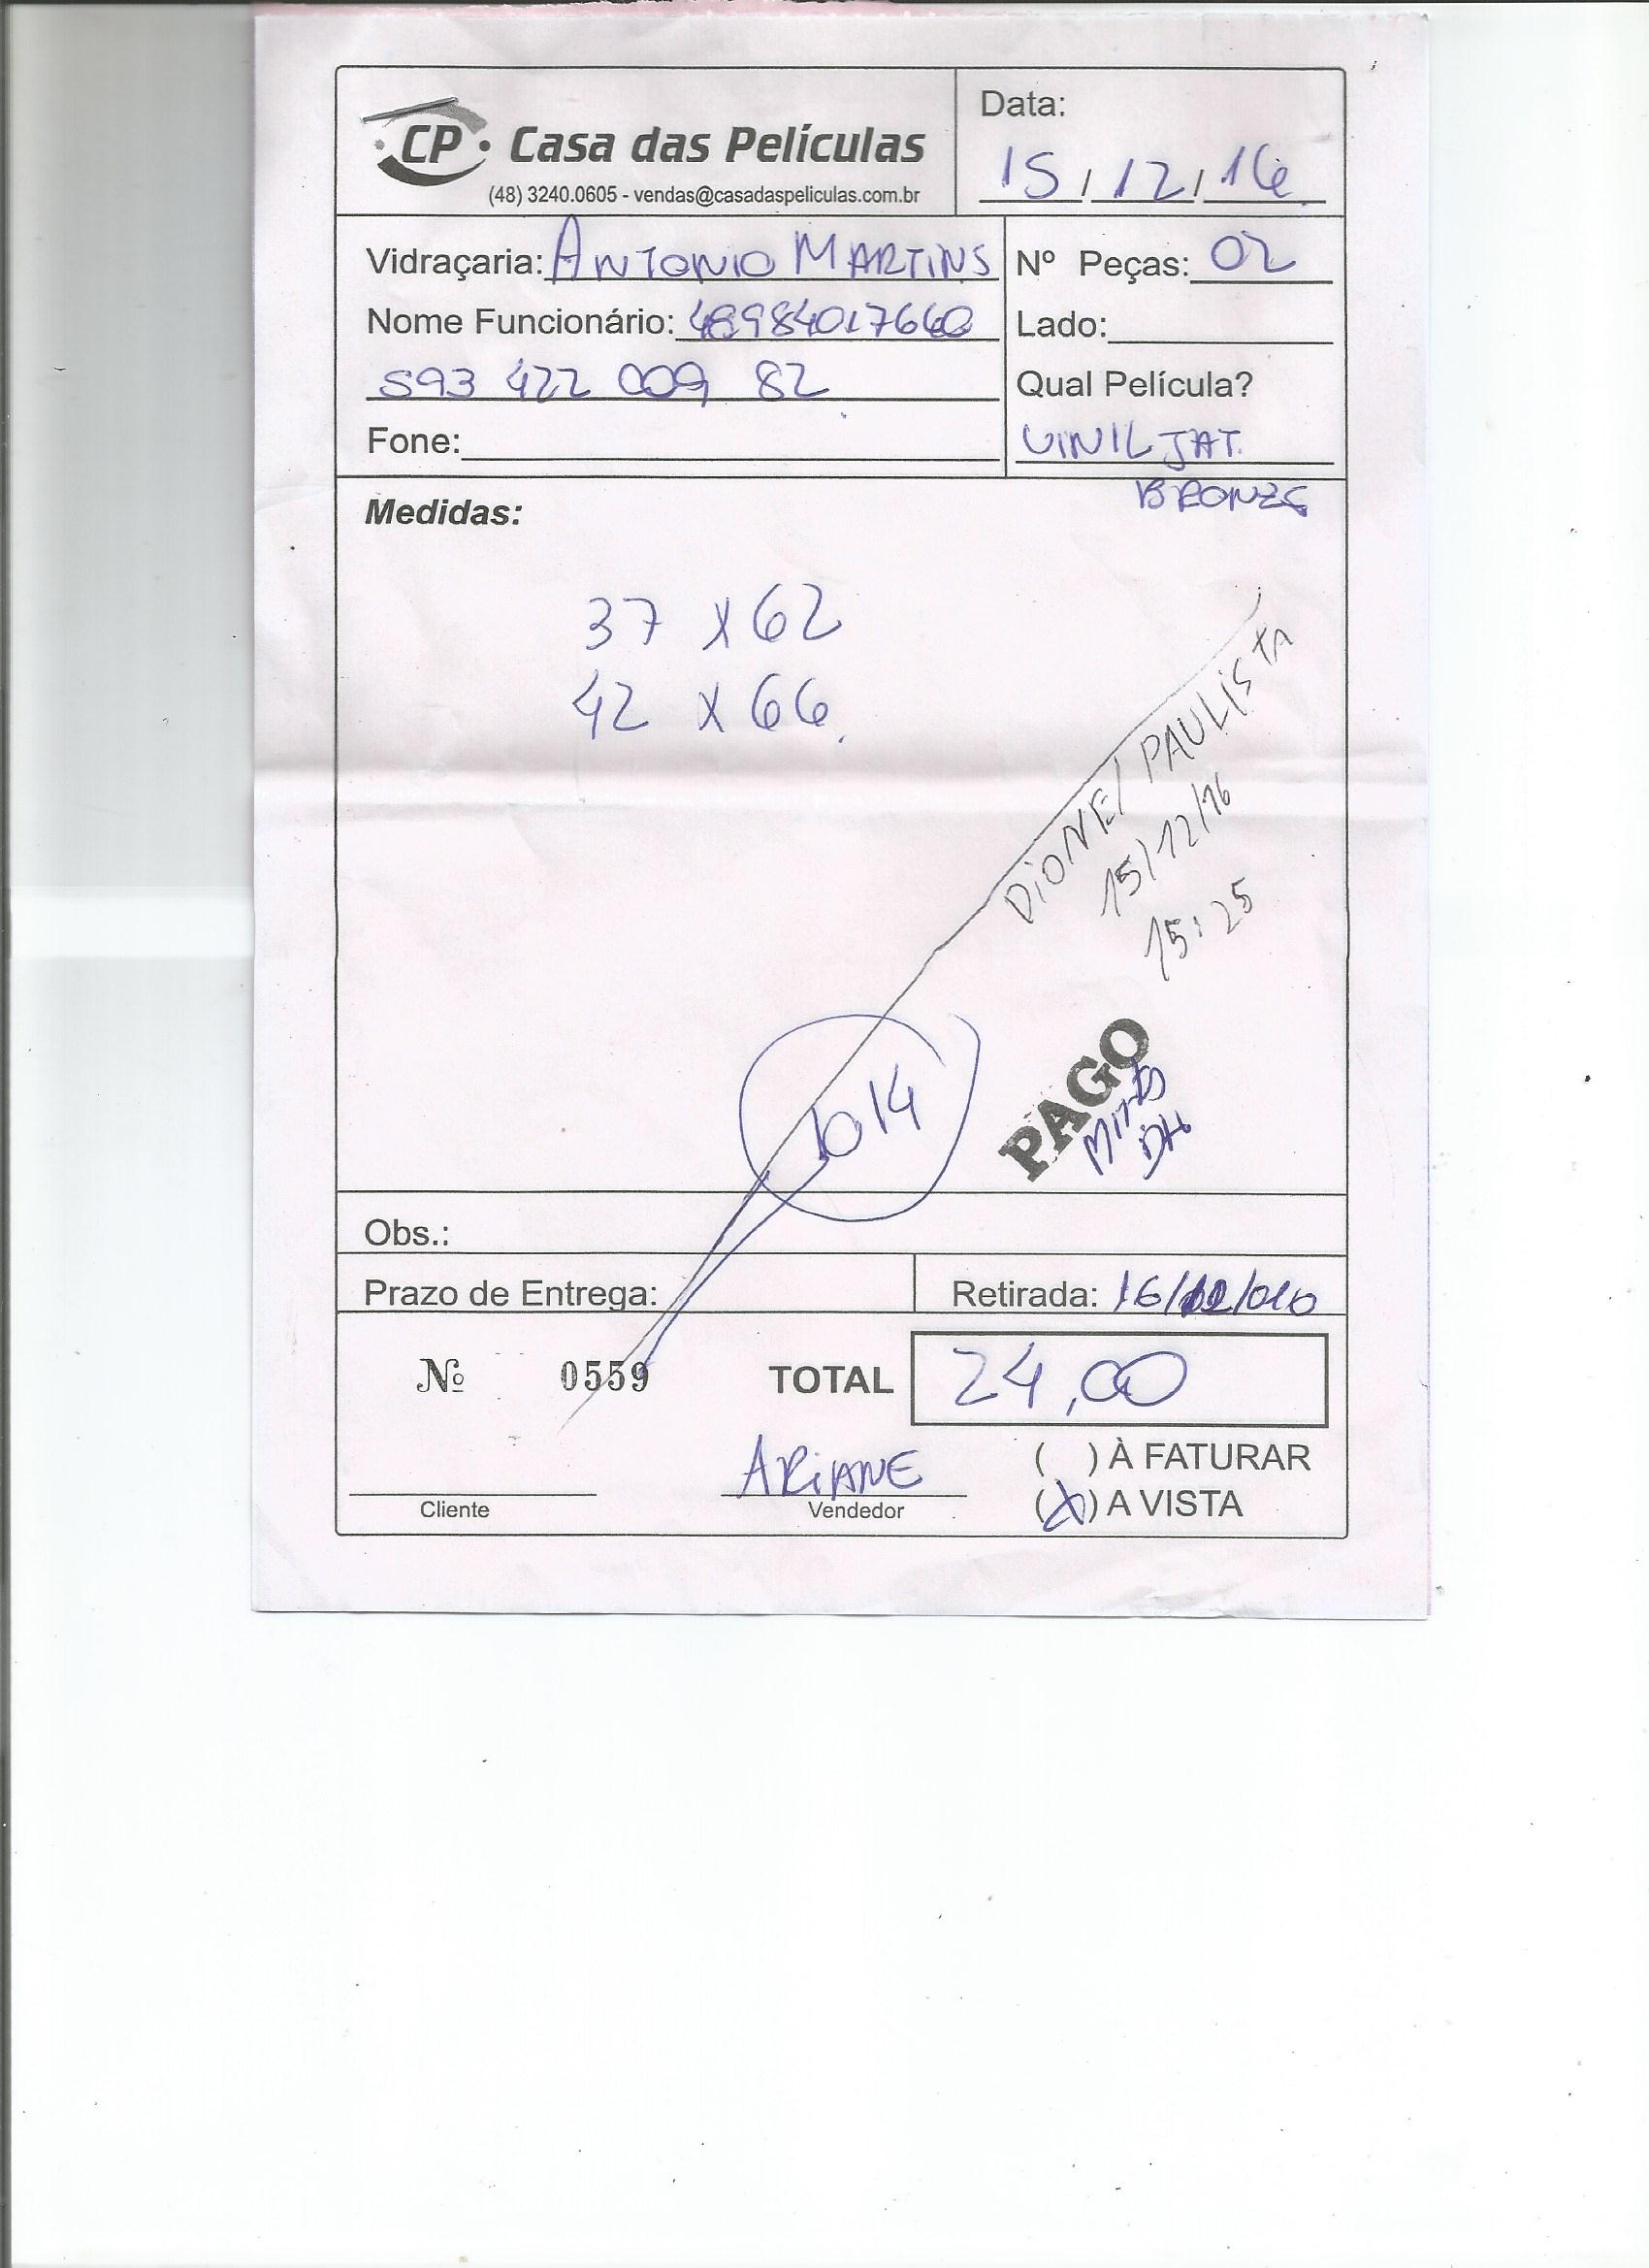 CP Casa das Películas
(48) 3240.0605 - vendas@casadaspeliculas.com.br
Data:
15/12/16
Vidraçaria: ANTONIO MARTINS
Nº Peças: 02
Nome Funcionário:
Lado:
593 422 009 82
Qual Película?
Fone:
VINIL JAT.
BRONZE
Medidas:
37 x 62
42 x 66
DIONE/PAULISTA
15/12/16
15:25
1014
PAGO
Obs.:
Prazo de Entrega:
Retirada: 16/12/
Nº 0559
TOTAL 24,00
( ) À FATURAR
ARIANE
(X) A VISTA
Cliente
Vendedor